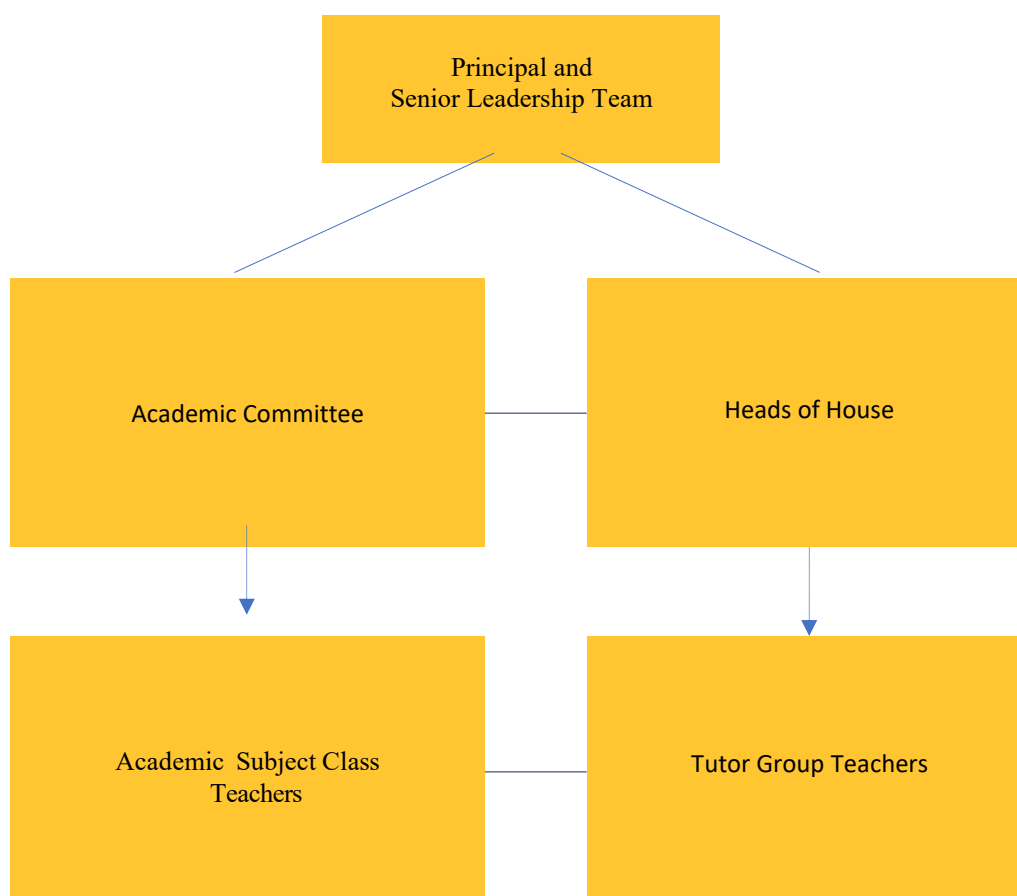 Principal and
Senior Leadership Team
Academic Committee
Heads of House
Academic  Subject Class
Teachers
Tutor Group Teachers